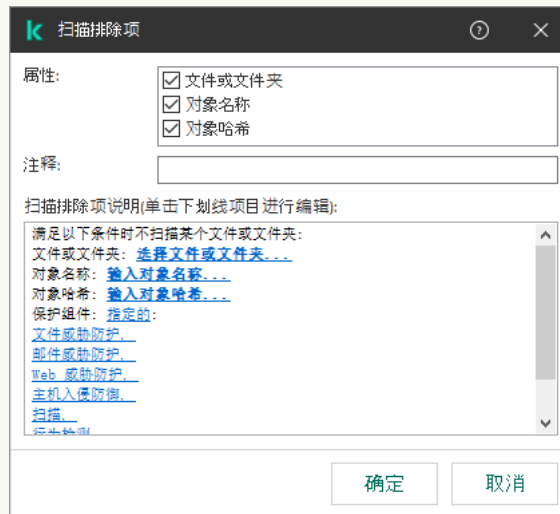 扫描排除项
属性:
文件或文件夹
对象名称
对象哈希
注释:
扫描排除项说明(单击下划线项目进行编辑):
满足以下条件时不扫描某个文件或文件夹:
文件或文件夹: 选择文件或文件夹...
对象名称: 输入对象名称...
对象哈希: 输入对象哈希...
保护组件: 指定的:
文件威胁防护,
邮件威胁防护,
Web 威胁防护,
主机入侵防御,
扫描,
行为检测
确定
取消